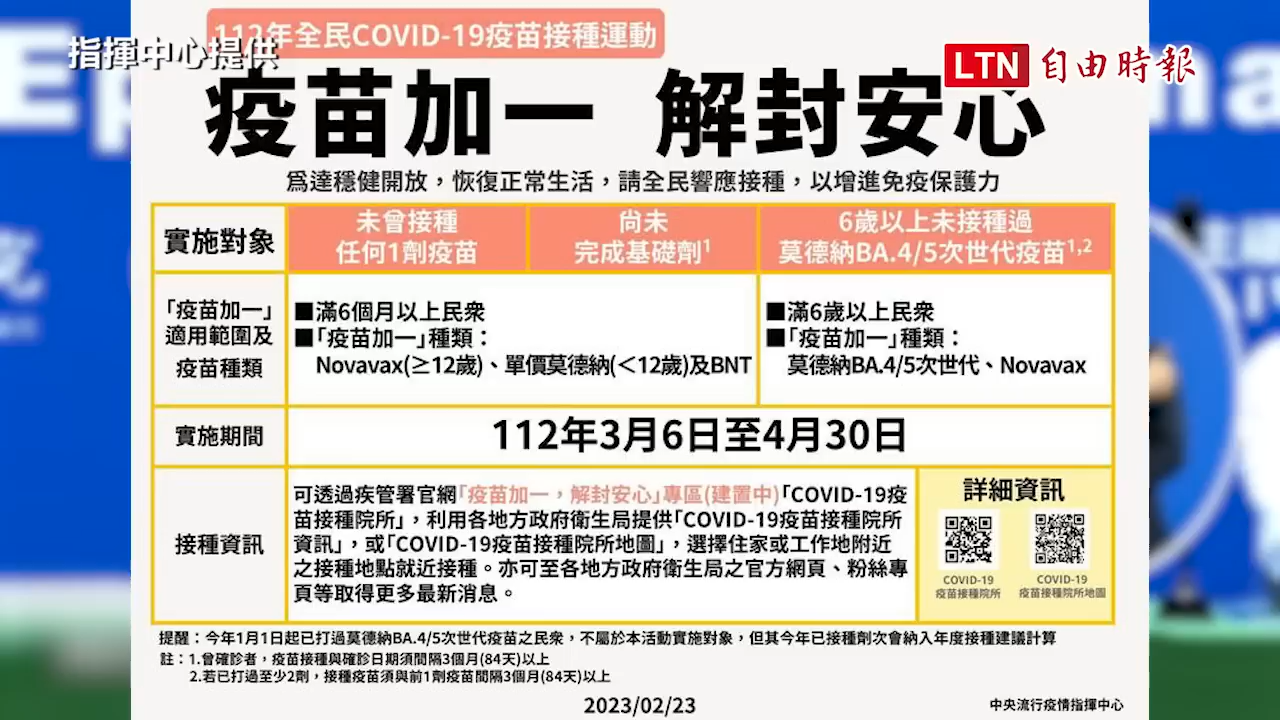 112年全民COVID-19疫苗接種運動
指揮中心提供
LTN 自由時報
疫苗加一 解封安心
為達穩健開放，恢復正常生活，請全民響應接種，以增進免疫保護力
實施對象
未曾接種
任何1劑疫苗
尚未
完成基礎劑1
6歲以上未接種過
莫德納BA.4/5次世代疫苗1,2
「疫苗加一」
適用範圍及
疫苗種類
■滿6個月以上民眾
■「疫苗加一」種類：
Novavax(≥12歲)、單價莫德納(＜12歲)及BNT
■滿6歲以上民眾
■「疫苗加一」種類：
莫德納BA.4/5次世代、Novavax
實施期間
112年3月6日至4月30日
接種資訊
可透過疾管署官網「疫苗加一，解封安心」專區(建置中)「COVID-19疫
苗接種院所」，利用各地方政府衛生局提供「COVID-19疫苗接種院所
資訊」，或「COVID-19疫苗接種院所地圖」，選擇住家或工作地附近
之接種地點就近接種。亦可至各地方政府衛生局之官方網頁、粉絲專
頁等取得更多最新消息。
詳細資訊
COVID-19
疫苗接種院所
COVID-19
疫苗接種院所地圖
提醒：今年1月1日起已打過莫德納BA.4/5次世代疫苗之民眾，不屬於本活動實施對象，但其今年已接種劑次會納入年度接種建議計算
註：1.曾確診者，疫苗接種與確診日期須間隔3個月(84天)以上
2.若已打過至少2劑，接種疫苗須與前1劑疫苗間隔3個月(84天)以上
2023/02/23
中央流行疫情指揮中心